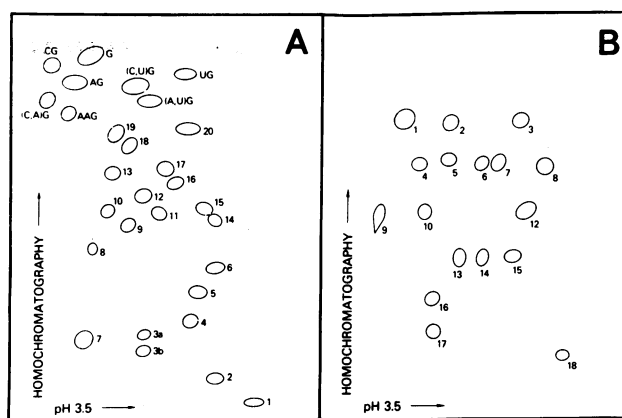 A
CG
G
AG
(C,U)G
UG
(C,A)G
AAG
(A,U)G
20
19
18
17
16
13
12
15
14
10
11
9
8
6
5
4
7
3a
3b
2
1
HOMOCHROMATOGRAPHY
pH 3.5
B
1
2
3
4
5
6
7
8
9
10
12
13
14
15
16
17
18
HOMOCHROMATOGRAPHY
pH 3.5